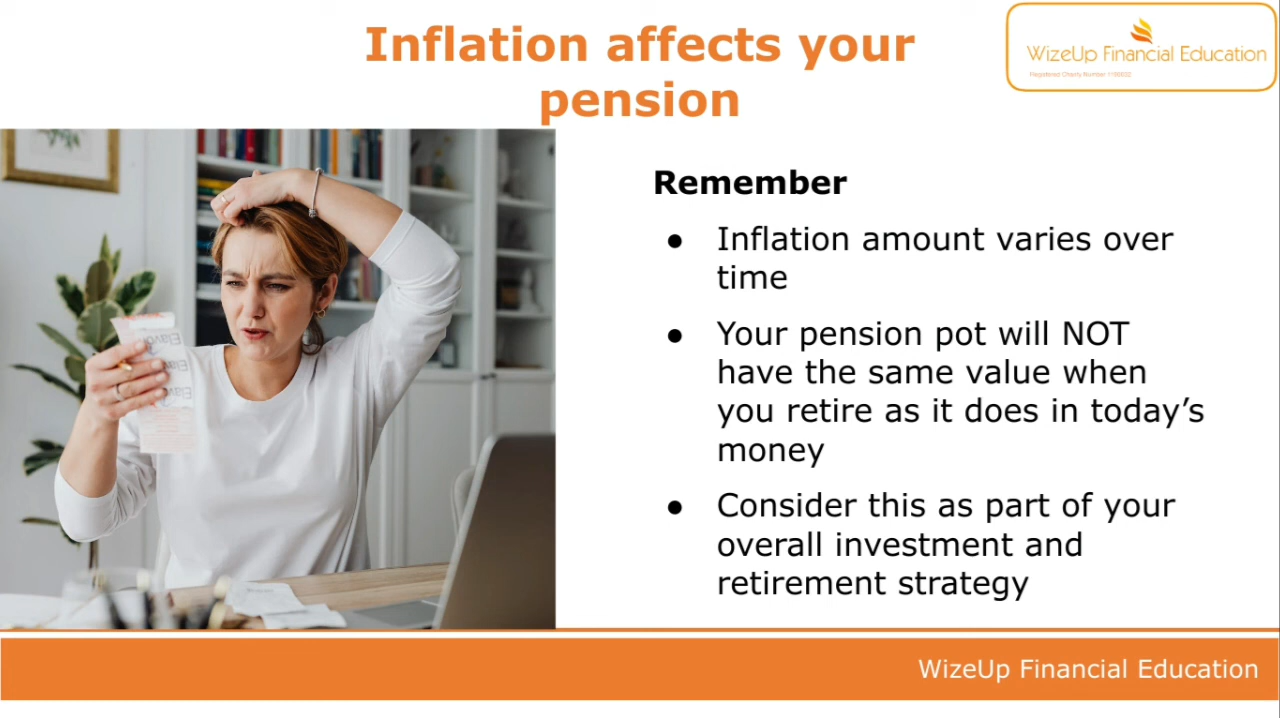 Inflation affects your
pension
WizeUp Financial Education
Remember
● Inflation amount varies over
time
● Your pension pot will NOT
have the same value when
you retire as it does in today’s
money
● Consider this as part of your
overall investment and
retirement strategy
WizeUp Financial Education